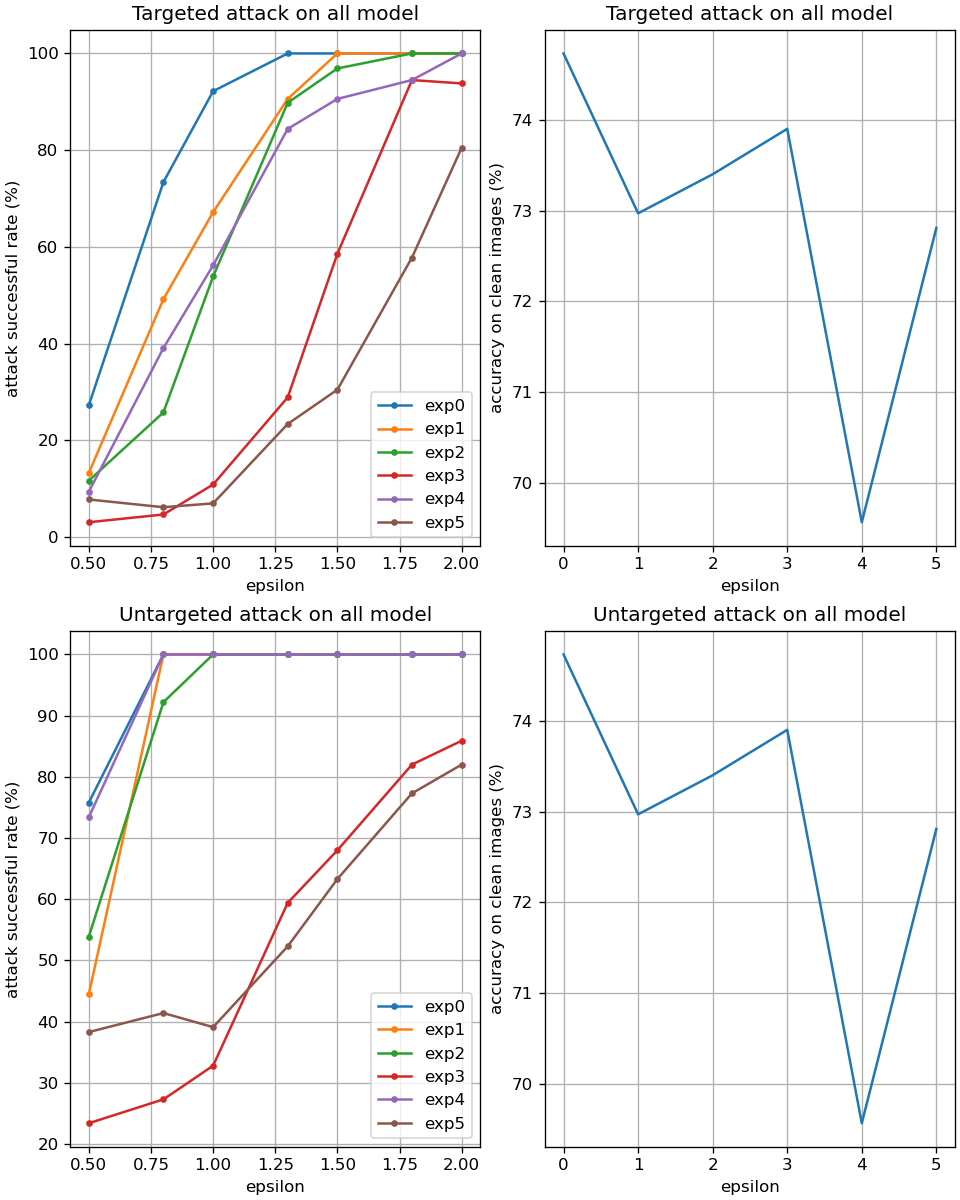 Targeted attack on all model
attack successful rate (%)
100
80
60
40
20
0
0.50 0.75 1.00 1.25 1.50 1.75 2.00
epsilon
exp0
exp1
exp2
exp3
exp4
exp5
Targeted attack on all model
accuracy on clean images (%)
74
73
72
71
70
0 1 2 3 4 5
epsilon
Untargeted attack on all model
attack successful rate (%)
100
90
80
70
60
50
40
30
20
0.50 0.75 1.00 1.25 1.50 1.75 2.00
epsilon
exp0
exp1
exp2
exp3
exp4
exp5
Untargeted attack on all model
accuracy on clean images (%)
74
73
72
71
70
0 1 2 3 4 5
epsilon